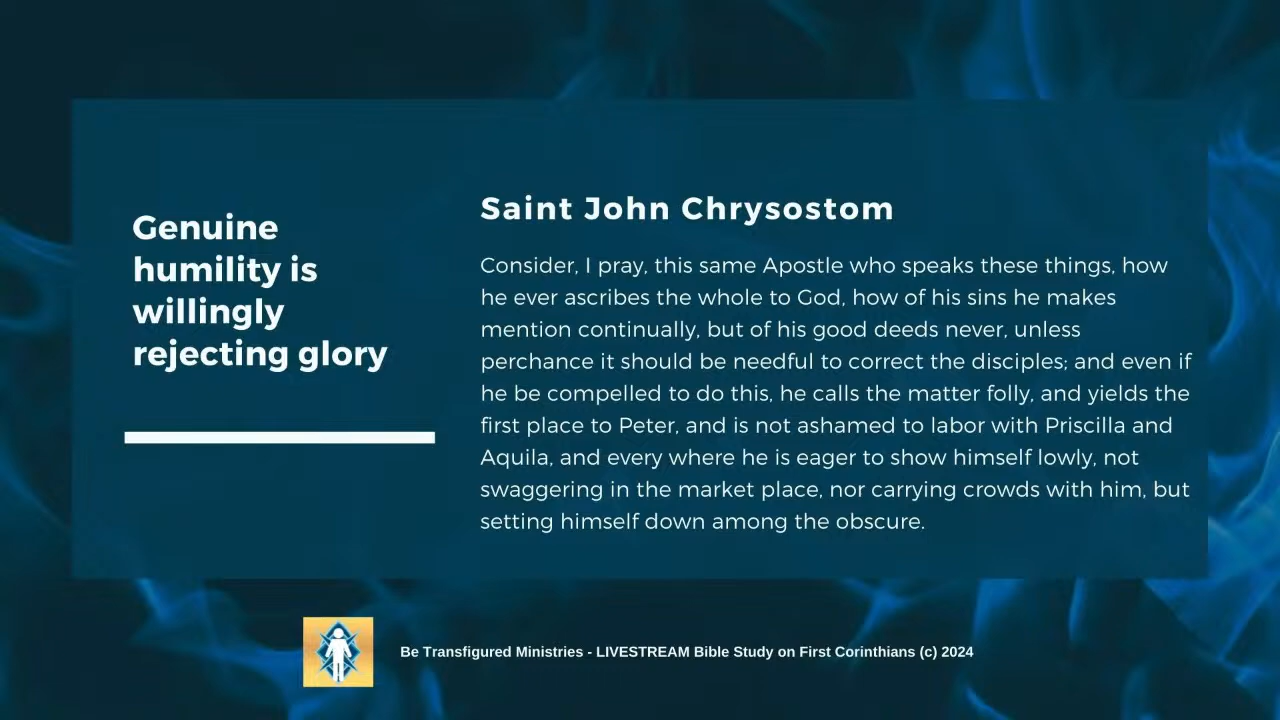 Genuine
humility is
willingly
rejecting glory
Saint John Chrysostom
Consider, I pray, this same Apostle who speaks these things, how
he ever ascribes the whole to God, how of his sins he makes
mention continually, but of his good deeds never, unless
perchance it should be needful to correct the disciples; and even if
he be compelled to do this, he calls the matter folly, and yields the
first place to Peter, and is not ashamed to labor with Priscilla and
Aquila, and every where he is eager to show himself lowly, not
swaggering in the market place, nor carrying crowds with him, but
setting himself down among the obscure.
Be Transfigured Ministries - LIVESTREAM Bible Study on First Corinthians (c) 2024